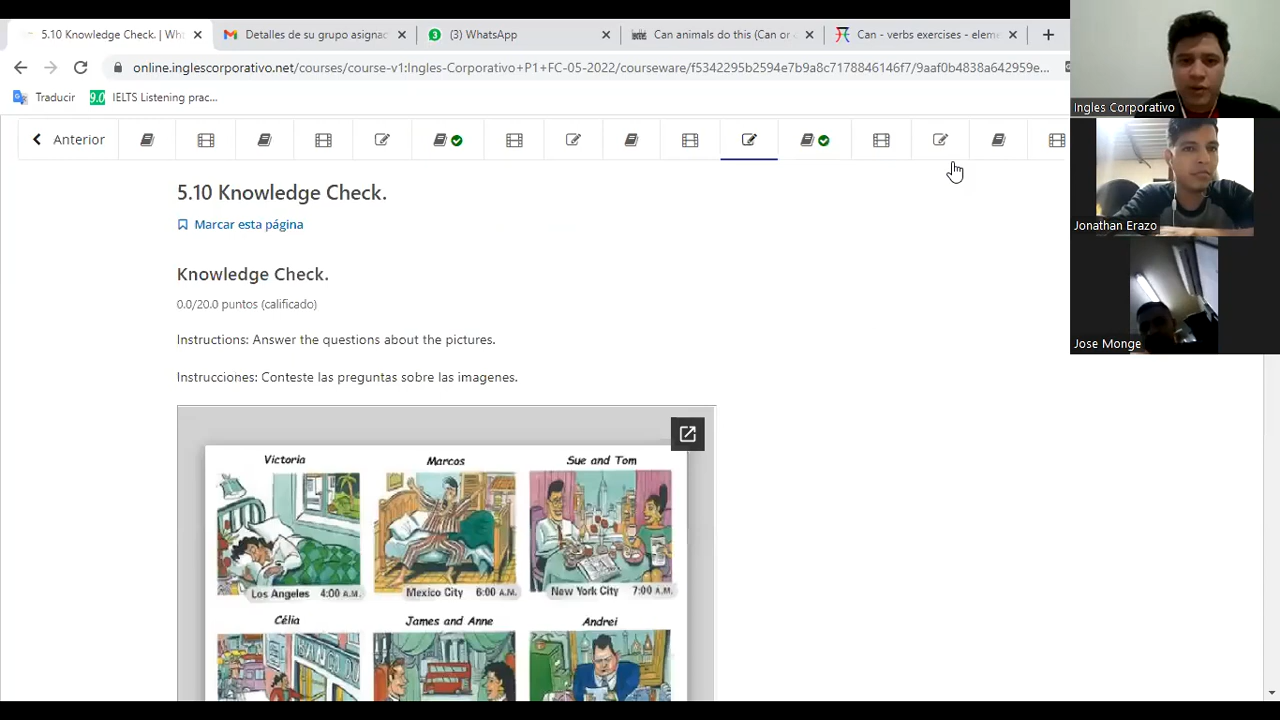 5.10 Knowledge Check. | Wh
Detalles de su grupo asignac
(3) WhatsApp
Can animals do this (Can or
Can - verbs exercises - eleme
online.inglescorporativo.net/courses/course-v1:Ingles-Corporativo+P1+FC-05-2022/courseware/f5342295b2594e7b9a8c7178846146f7/9aaf0b4838a642959e...
Traducir
9.0 IELTS Listening prac...
Ingles Corporativo
Anterior
5.10 Knowledge Check.
Marcar esta página
Jonathan Erazo
Knowledge Check.
0.0/20.0 puntos (calificado)
Instructions: Answer the questions about the pictures.
Jose Monge
Instrucciones: Conteste las preguntas sobre las imagenes.
Victoria Marcos Sue and Tom
Los Angeles 4:00 A.M. Mexico City 6:00 A.M. New York City 7:00 A.M.
Célia James and Anne Andrei